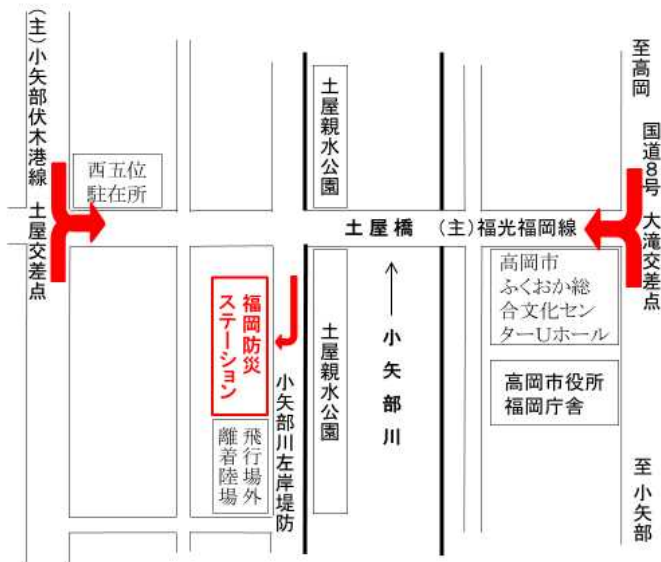 (主)小矢部伏木港線
土屋交差点
西五位
駐在所
土屋親水公園
土屋橋
(主)福光福岡線
至高岡
国道8号
大滝交差点
福岡防災
ステーション
飛行場外
離着陸場
小矢部川左岸堤防
土屋親水公園
小矢部川
高岡市
ふくおか総
合文化セン
ターUホール
高岡市役所
福岡庁舎
至 小矢部